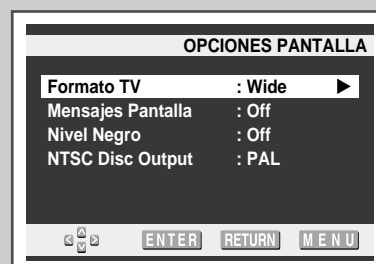 OPCIONES PANTALLA
Formato TV : Wide
Mensajes Pantalla : Off
Nivel Negro : Off
NTSC Disc Output : PAL
ENTER RETURN MENU